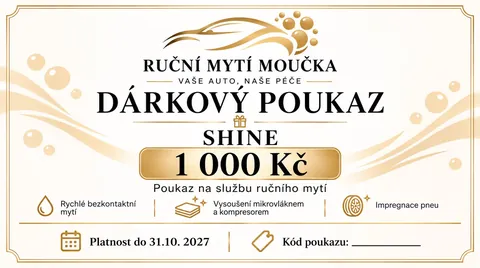 RUČNÍ MYTÍ MOUČKA
VAŠE AUTO, NAŠE PÉČE
DÁRKOVÝ POUKAZ
SHINE
1 000 Kč
Poukaz na službu ručního mytí
Rychlé bezkontaktní
mytí
Vysoušení mikrovláknem
a kompresorem
Impregnace pneu
Platnost do 31.10. 2027
Kód poukazu: ____________